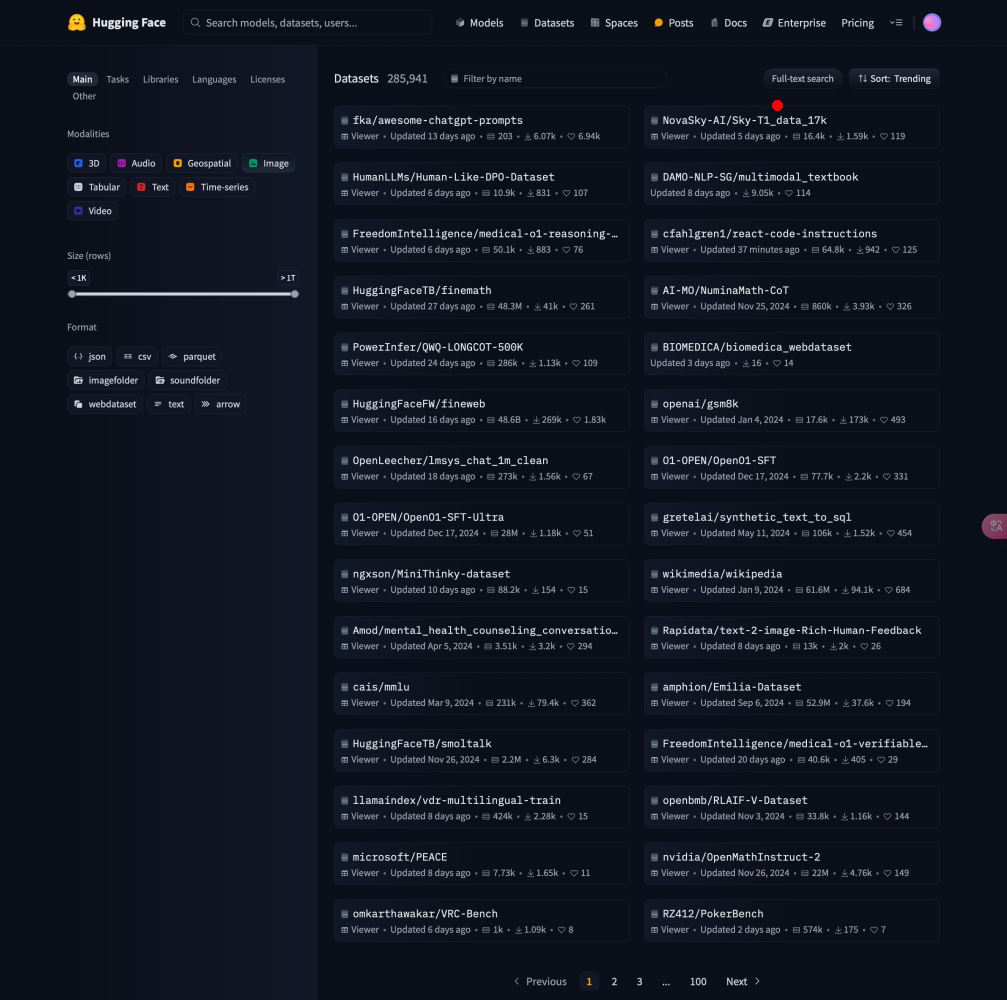 Hugging Face
Search models, datasets, users...
Models
Datasets
Spaces
Posts
Docs
Enterprise
Pricing
Main
Tasks
Libraries
Languages
Licenses
Other
Modalities
3D
Audio
Geospatial
Image
Tabular
Text
Time-series
Video
Size (rows)
< 1K
> 1T
Format
json
csv
parquet
imagefolder
soundfolder
webdataset
text
arrow
Datasets 285,941
Filter by name
Full-text search
Sort: Trending
fka/awesome-chatgpt-prompts
Viewer • Updated 13 days ago • 203 • 6.07k • 6.94k
NovaSky-AI/Sky-T1_data_17k
Viewer • Updated 5 days ago • 16.4k • 1.59k • 119
HumanLLMs/Human-Like-DPO-Dataset
Viewer • Updated 6 days ago • 10.9k • 831 • 107
DAMO-NLP-SG/multimodal_textbook
Updated 8 days ago • 9.05k • 114
FreedomIntelligence/medical-o1-reasoning-…
Viewer • Updated 6 days ago • 50.1k • 883 • 76
cfahlgren1/react-code-instructions
Viewer • Updated 37 minutes ago • 64.8k • 942 • 125
HuggingFaceTB/finemath
Viewer • Updated 27 days ago • 48.3M • 41k • 261
AI-MO/NuminaMath-CoT
Viewer • Updated Nov 25, 2024 • 860k • 3.93k • 326
PowerInfer/QWQ-LONGCOT-500K
Viewer • Updated 24 days ago • 286k • 1.13k • 109
BIOMEDICA/biomedica_webdataset
Updated 3 days ago • 16 • 14
HuggingFaceFW/fineweb
Viewer • Updated 16 days ago • 48.6B • 269k • 1.83k
openai/gsm8k
Viewer • Updated Jan 4, 2024 • 17.6k • 173k • 493
OpenLeecher/lmsys_chat_1m_clean
Viewer • Updated 18 days ago • 273k • 1.56k • 67
O1-OPEN/OpenO1-SFT
Viewer • Updated Dec 17, 2024 • 77.7k • 2.2k • 331
O1-OPEN/OpenO1-SFT-Ultra
Viewer • Updated Dec 17, 2024 • 28M • 1.18k • 51
gretelai/synthetic_text_to_sql
Viewer • Updated May 11, 2024 • 106k • 1.52k • 454
ngxson/MiniThinky-dataset
Viewer • Updated 10 days ago • 88.2k • 154 • 15
wikimedia/wikipedia
Viewer • Updated Jan 9, 2024 • 61.6M • 94.1k • 684
Amod/mental_health_counseling_conversatio…
Viewer • Updated Apr 5, 2024 • 3.51k • 3.2k • 294
Rapidata/text-2-image-Rich-Human-Feedback
Viewer • Updated 8 days ago • 13k • 2k • 26
cais/mmlu
Viewer • Updated Mar 9, 2024 • 231k • 79.4k • 362
amphion/Emilia-Dataset
Viewer • Updated Sep 6, 2024 • 52.9M • 37.6k • 194
HuggingFaceTB/smoltalk
Viewer • Updated Nov 26, 2024 • 2.2M • 6.3k • 284
FreedomIntelligence/medical-o1-verifiable…
Viewer • Updated 20 days ago • 40.6k • 405 • 29
llamaindex/vdr-multilingual-train
Viewer • Updated 8 days ago • 424k • 2.28k • 15
openbmb/RLAIF-V-Dataset
Viewer • Updated Nov 3, 2024 • 33.8k • 1.16k • 144
microsoft/PEACE
Viewer • Updated 8 days ago • 7.73k • 1.65k • 11
nvidia/OpenMathInstruct-2
Viewer • Updated Nov 26, 2024 • 22M • 4.76k • 149
omkarthawakar/VRC-Bench
Viewer • Updated 6 days ago • 1k • 1.09k • 8
RZ412/PokerBench
Viewer • Updated 2 days ago • 574k • 175 • 7
Previous 1 2 3 ... 100 Next